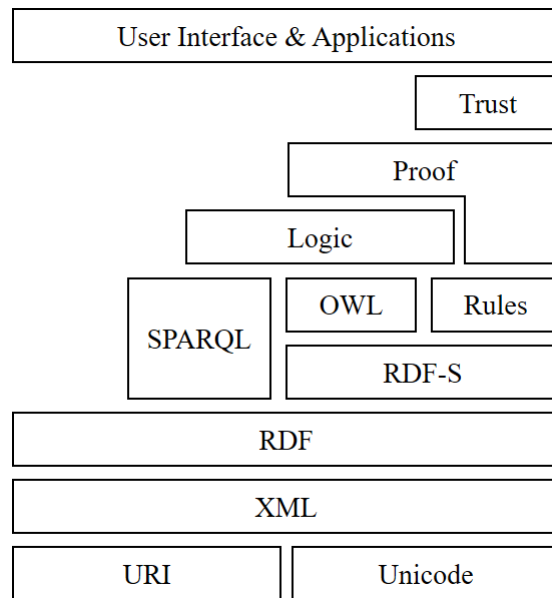 User Interface & Applications
Trust
Proof
Logic
SPARQL
OWL
Rules
RDF-S
RDF
XML
URI
Unicode